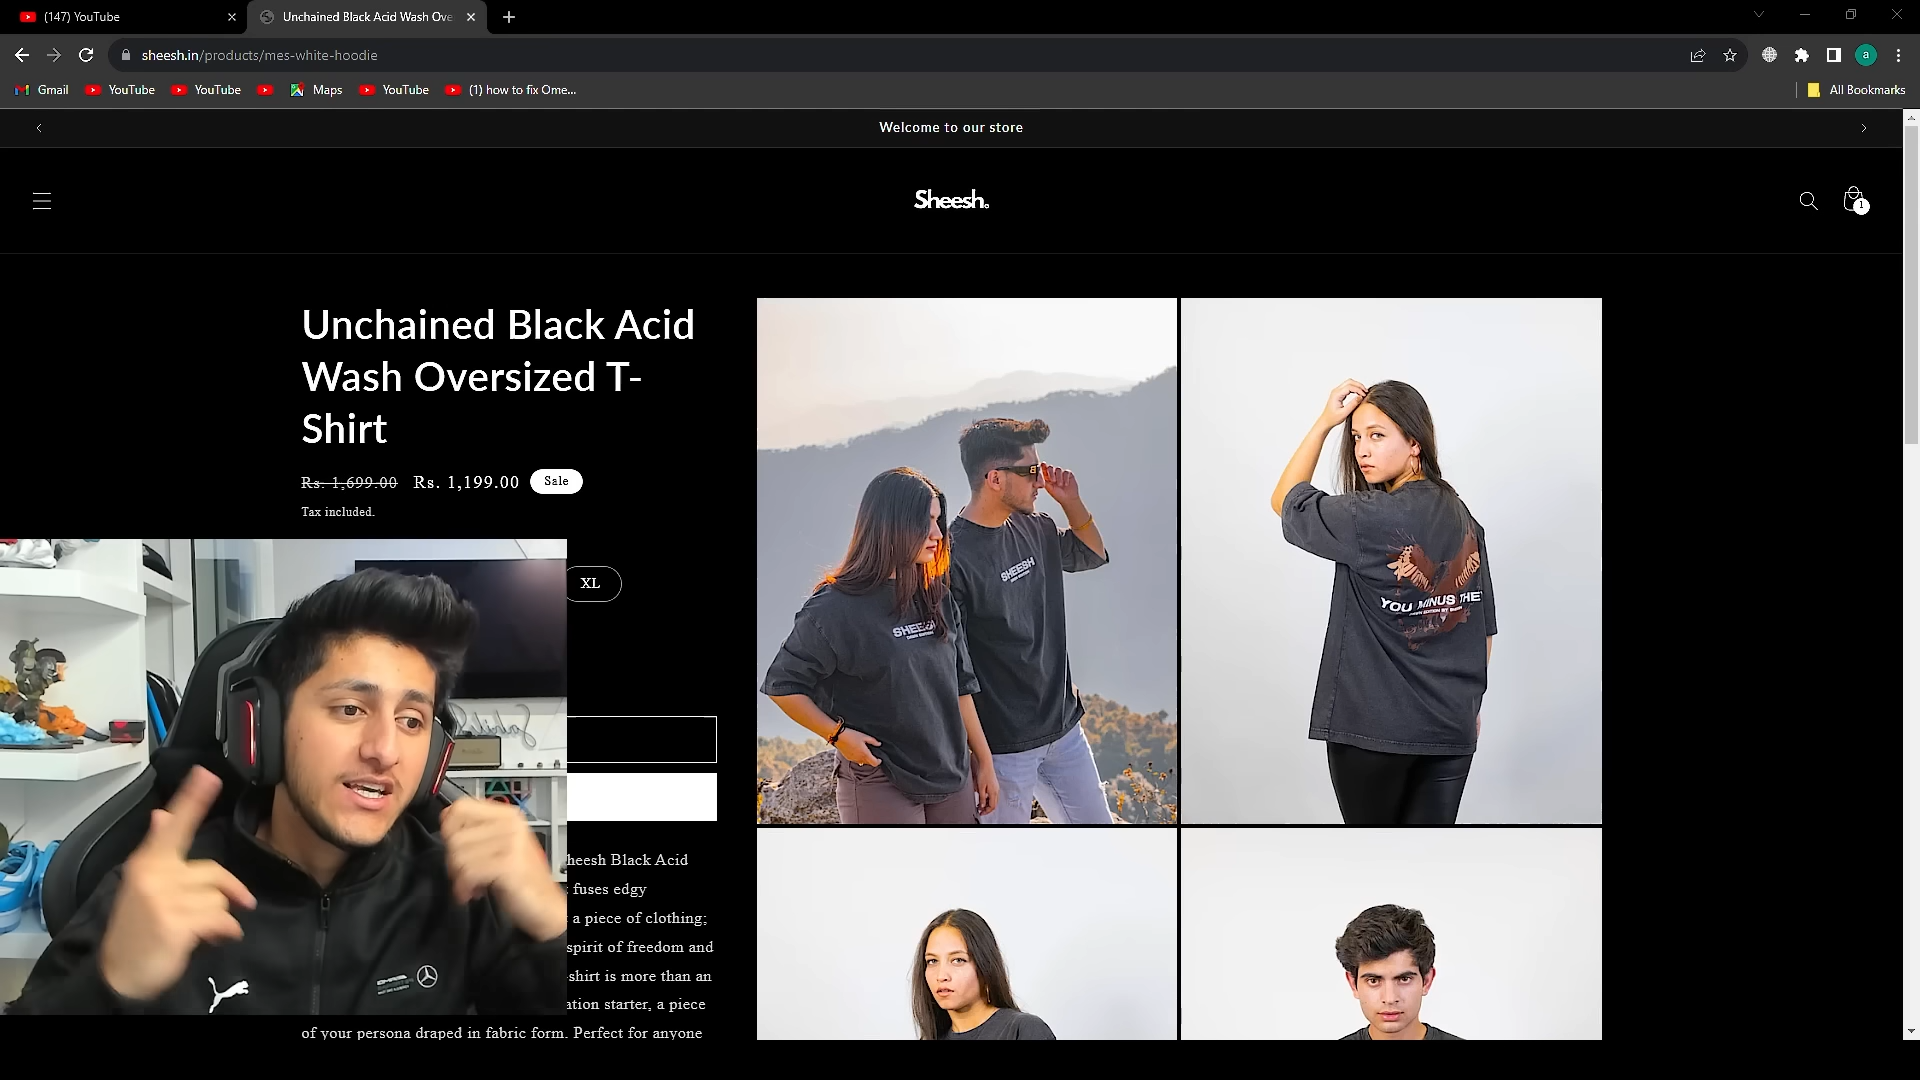 (147) YouTube
Unchained Black Acid Wash Ove
sheesh.in/products/mes-white-hoodie
a
Gmail
YouTube
YouTube
Maps
YouTube
(1) how to fix Ome...
All Bookmarks
Welcome to our store
Sheesh.
1
Unchained Black Acid
Wash Oversized T-
Shirt
Rs. 1,699.00 Rs. 1,199.00 Sale
Tax included.
XL
SHEESH
SHEESH
YOU MINUS THE
heesh Black Acid
fuses edgy
a piece of clothing;
spirit of freedom and
shirt is more than an
ation starter, a piece
of your persona draped in fabric form. Perfect for anyone